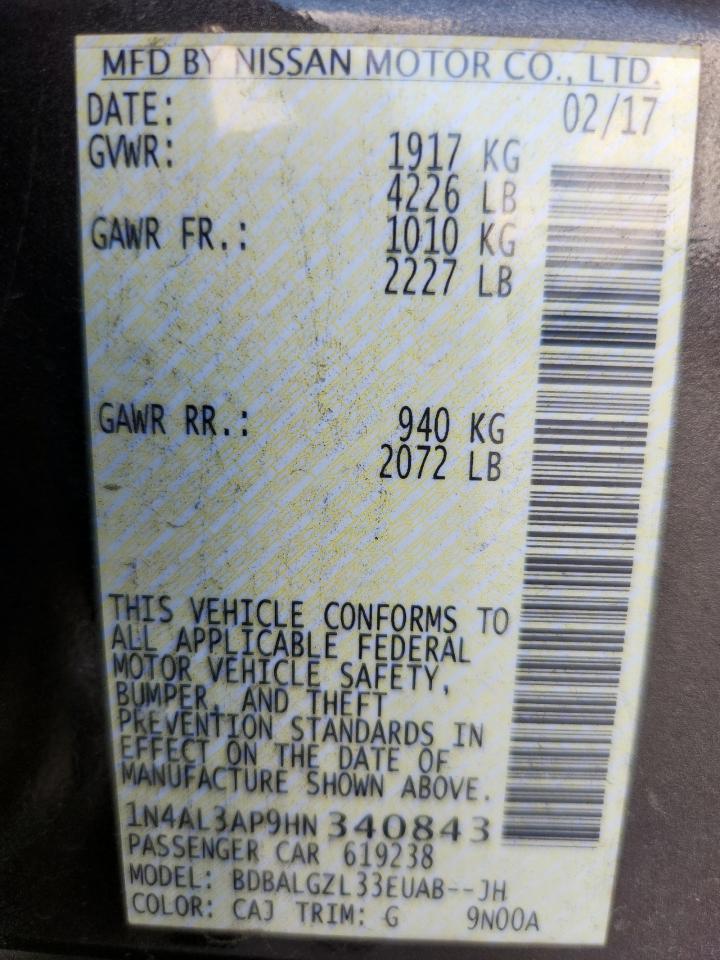 MFD BY NISSAN MOTOR CO., LTD.
DATE: 02/17
GVWR: 1917 KG
4226 LB
GAWR FR.: 1010 KG
2227 LB
GAWR RR.: 940 KG
2072 LB
THIS VEHICLE CONFORMS TO
ALL APPLICABLE FEDERAL
MOTOR VEHICLE SAFETY,
BUMPER, AND THEFT
PREVENTION STANDARDS IN
EFFECT ON THE DATE OF
MANUFACTURE SHOWN ABOVE.
1N4AL3AP9HN 340843
PASSENGER CAR 619238
MODEL: BDBALGZL33EUAB--JH
COLOR: CAJ TRIM: G 9N00A